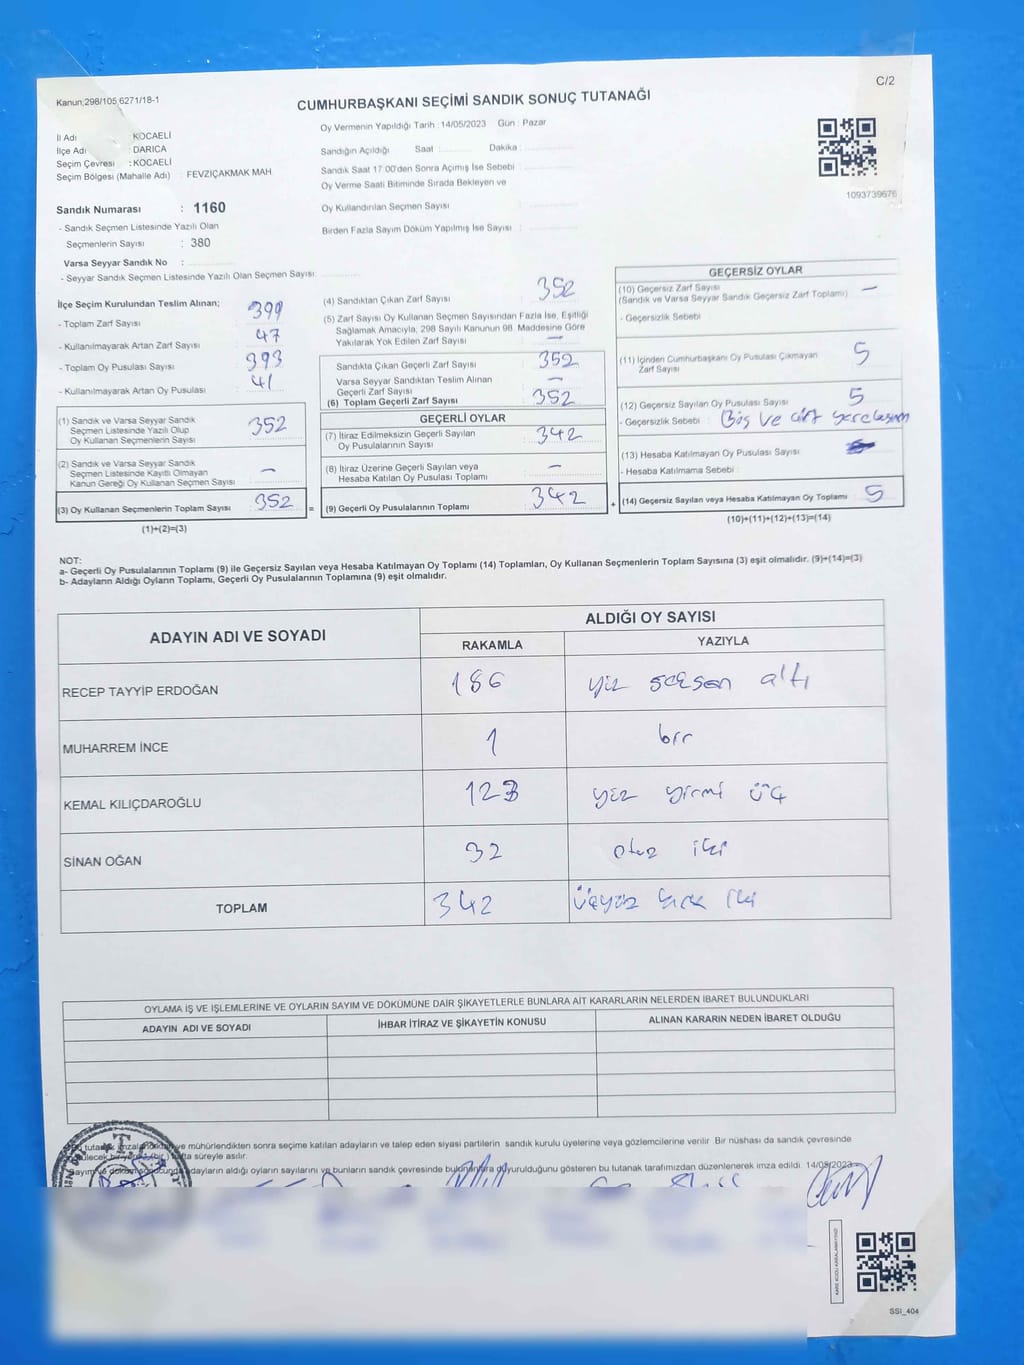 C/2
Kanun;298/105,6271/18-1
CUMHURBAŞKANI SEÇİMİ SANDIK SONUÇ TUTANAĞI
İl Adı : KOCAELİ
İlçe Adı : DARICA
Seçim Çevresi : KOCAELİ
Seçim Bölgesi (Mahalle Adı) : FEVZİÇAKMAK MAH
Sandık Numarası : 1160
- Sandık Seçmen Listesinde Yazılı Olan
Seçmenlerin Sayısı : 380
Varsa Seyyar Sandık No :
- Seyyar Sandık Seçmen Listesinde Yazılı Olan Seçmen Sayısı:
Oy Vermenin Yapıldığı Tarih :14/05/2023 Gün : Pazar
Sandığın Açıldığı Saat : Dakika :
Sandık Saat 17:00'den Sonra Açımış İse Sebebi :
Oy Verme Saati Bitiminde Sırada Bekleyen ve
Oy Kullandırılan Seçmen Sayısı :
Birden Fazla Sayım Döküm Yapılmış İse Sayısı :
1093739676
İlçe Seçim Kurulundan Teslim Alınan;
- Toplam Zarf Sayısı : 399
- Kullanılmayarak Artan Zarf Sayısı : 47
- Toplam Oy Pusulası Sayısı : 393
- Kullanılmayarak Artan Oy Pusulası : 41
(1) Sandık ve Varsa Seyyar Sandık
Seçmen Listesinde Yazılı Olup
Oy Kullanan Seçmenlerin Sayısı : 352
(2) Sandık ve Varsa Seyyar Sandık
Seçmen Listesinde Kayıtlı Olmayan
Kanun Gereği Oy Kullanan Seçmen Sayısı : —
(3) Oy Kullanan Seçmenlerin Toplam Sayısı : 352
(1)+(2)=(3)
=
(4) Sandıktan Çıkan Zarf Sayısı : 352
(5) Zarf Sayısı Oy Kullanan Seçmen Sayısından Fazla İse, Eşitliği
Sağlamak Amacıyla, 298 Sayılı Kanunun 98. Maddesine Göre
Yakılarak Yok Edilen Zarf Sayısı : —
Sandıkta Çıkan Geçerli Zarf Sayısı : 352
Varsa Seyyar Sandıktan Teslim Alınan
Geçerli Zarf Sayısı : —
(6) Toplam Geçerli Zarf Sayısı : 352
GEÇERLİ OYLAR
(7) İtiraz Edilmeksizin Geçerli Sayılan
Oy Pusulalarının Sayısı : 342
(8) İtiraz Üzerine Geçerli Sayılan veya
Hesaba Katılan Oy Pusulası Toplamı : —
(9) Geçerli Oy Pusulalarının Toplamı : 342
+
GEÇERSİZ OYLAR
(10) Geçersiz Zarf Sayısı : —
(Sandık ve Varsa Seyyar Sandık Geçersiz Zarf Toplamı)
- Geçersizlik Sebebi :
(11) İçinden Cumhurbaşkanı Oy Pusulası Çıkmayan
Zarf Sayısı : 5
(12) Geçersiz Sayılan Oy Pusulası Sayısı : 5
- Geçersizlik Sebebi : Boş ve çift
(13) Hesaba Katılmayan Oy Pusulası Sayısı :
- Hesaba Katılmama Sebebi :
(14) Geçersiz Sayılan veya Hesaba Katılmayan Oy Toplamı : 5
(10)+(11)+(12)+(13)=(14)
NOT:
a- Geçerli Oy Pusulalarının Toplamı (9) ile Geçersiz Sayılan veya Hesaba Katılmayan Oy Toplamı (14) Toplamları, Oy Kullanan Seçmenlerin Toplam Sayısına (3) eşit olmalıdır. (9)+(14)=(3)
b- Adayların Aldığı Oyların Toplamı, Geçerli Oy Pusulalarının Toplamına (9) eşit olmalıdır.
ADAYIN ADI VE SOYADI ALDIĞI OY SAYISI
RAKAMLA YAZIYLA
RECEP TAYYİP ERDOĞAN 186 yüz seksen altı
MUHARREM İNCE 1 bir
KEMAL KILIÇDAROĞLU 123 yüz yirmi üç
SİNAN OĞAN 32 otuz iki
TOPLAM 342 üçyüz kırk iki
OYLAMA İŞ VE İŞLEMLERİNE VE OYLARIN SAYIM VE DÖKÜMÜNE DAİR ŞİKAYETLERLE BUNLARA AİT KARARLARIN NELERDEN İBARET BULUNDUKLARI
ADAYIN ADI VE SOYADI İHBAR İTİRAZ VE ŞİKAYETİN KONUSU ALINAN KARARIN NEDEN İBARET OLDUĞU
tutanak ve mühürlendikten sonra seçime katılan adayların ve talep eden siyasi partilerin sandık kurulu üyelerine veya gözlemcilerine verilir. Bir nüshası da sandık çevresinde
süreyle asılır.
adayların aldığı oyların sayılarını ve bunların sandık çevresinde duyurulduğunu gösteren bu tutanak tarafımızdan düzenlenerek imza edildi. 14/05/2023
KARE KODU KARALAMAYINIZ!
SSI_404